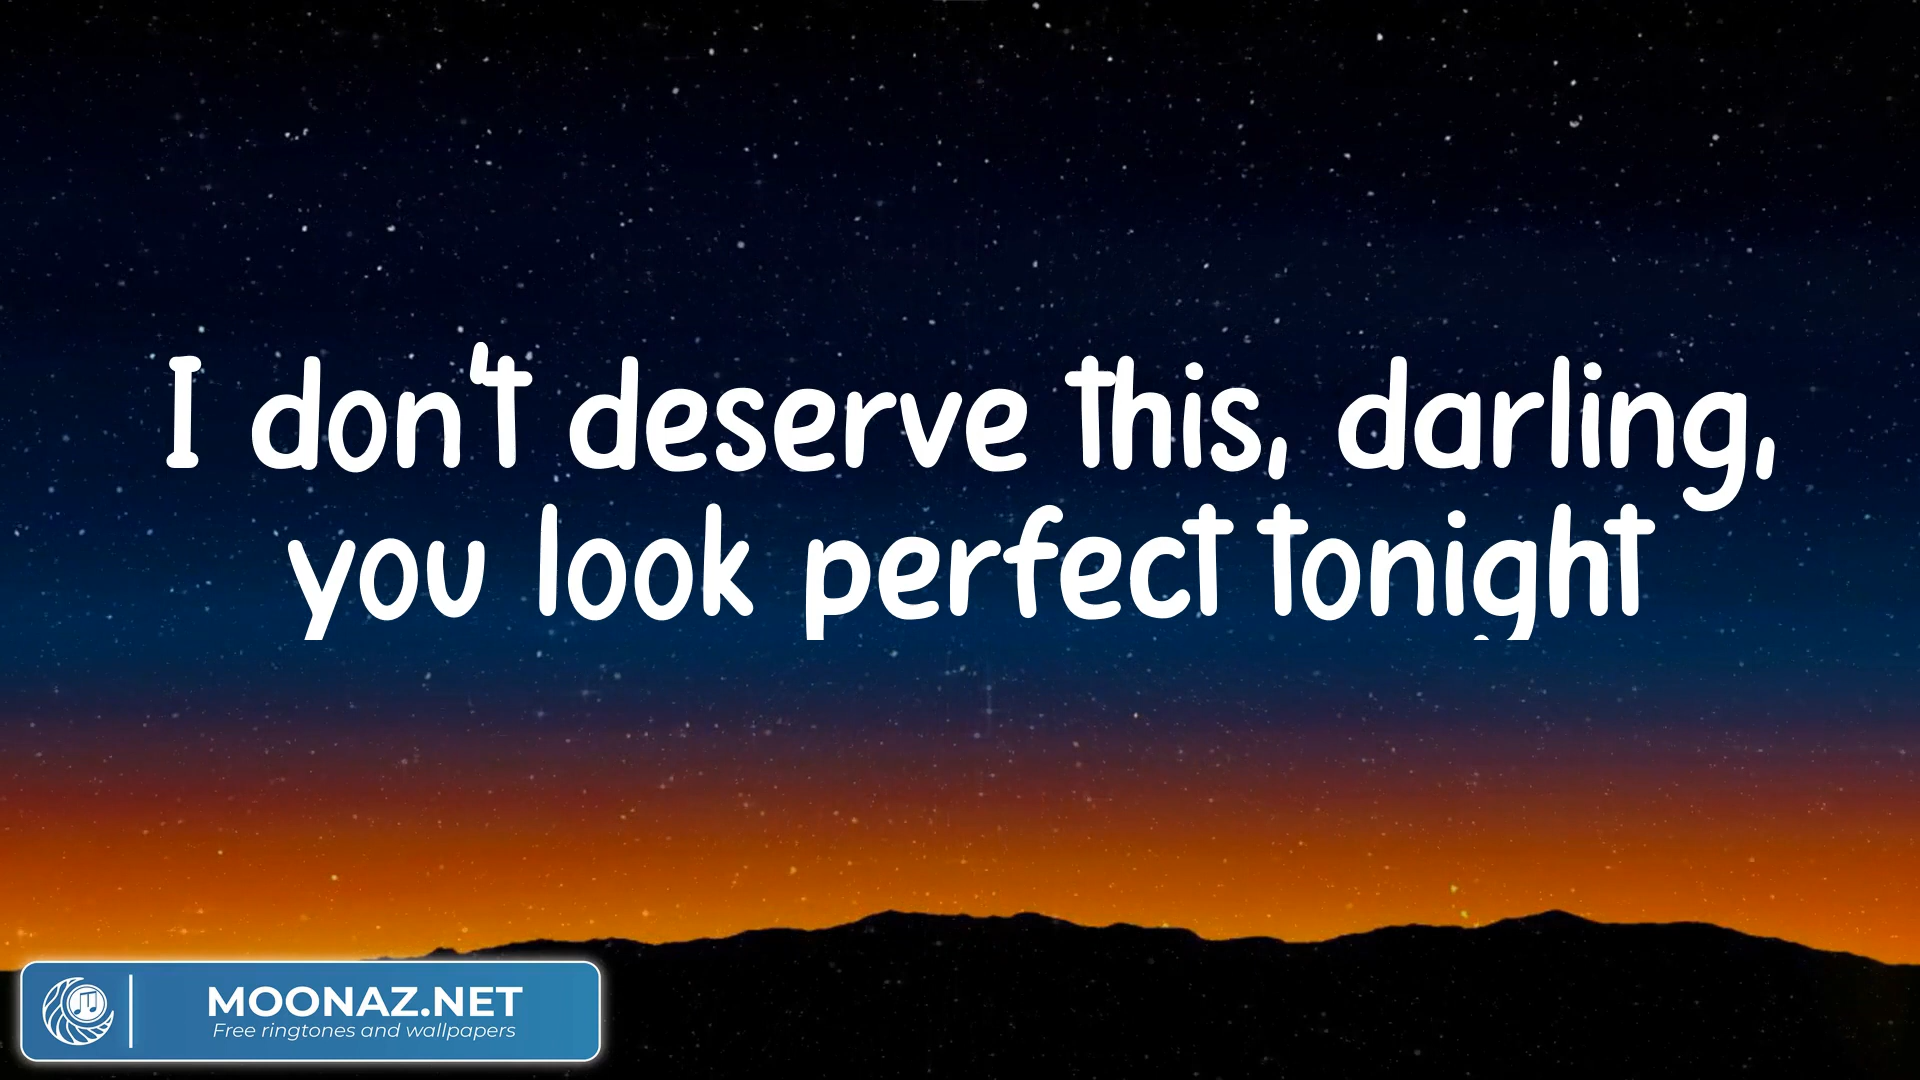 I don't deserve this, darling,
you look perfect tonight
MOONAZ.NET
Free ringtones and wallpapers